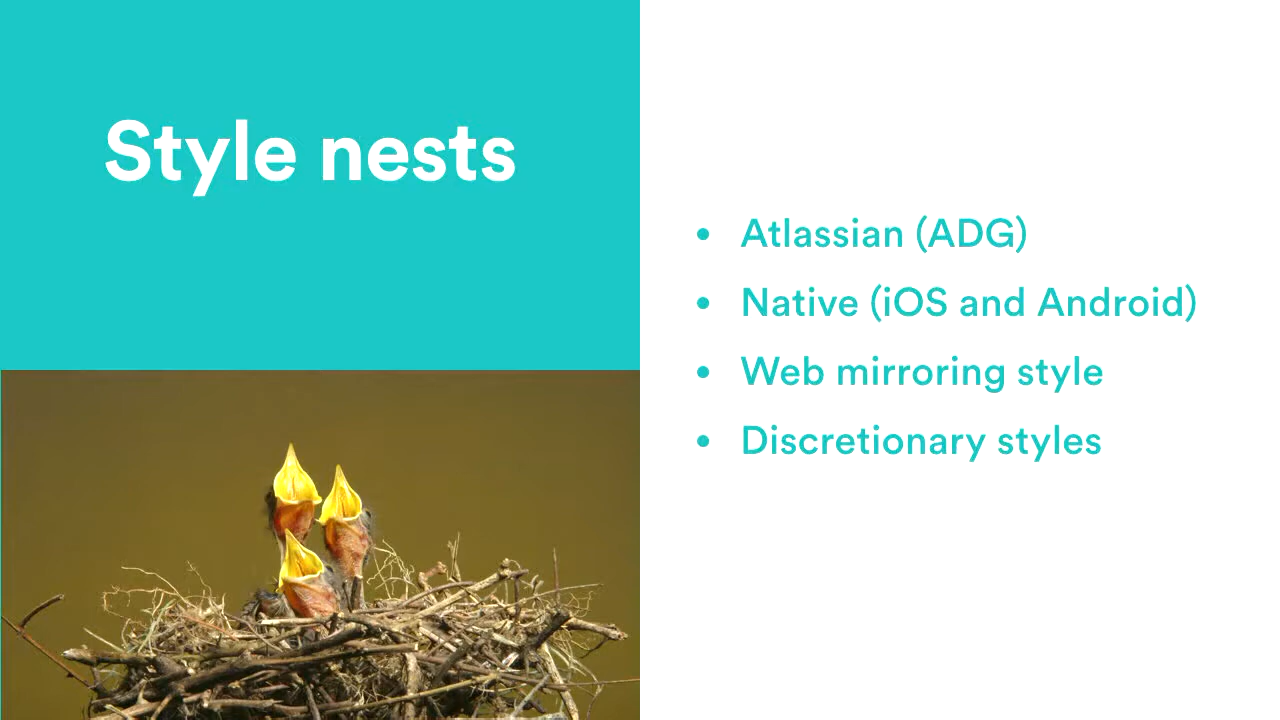 Style nests
• Atlassian (ADG)
• Native (iOS and Android)
• Web mirroring style
• Discretionary styles